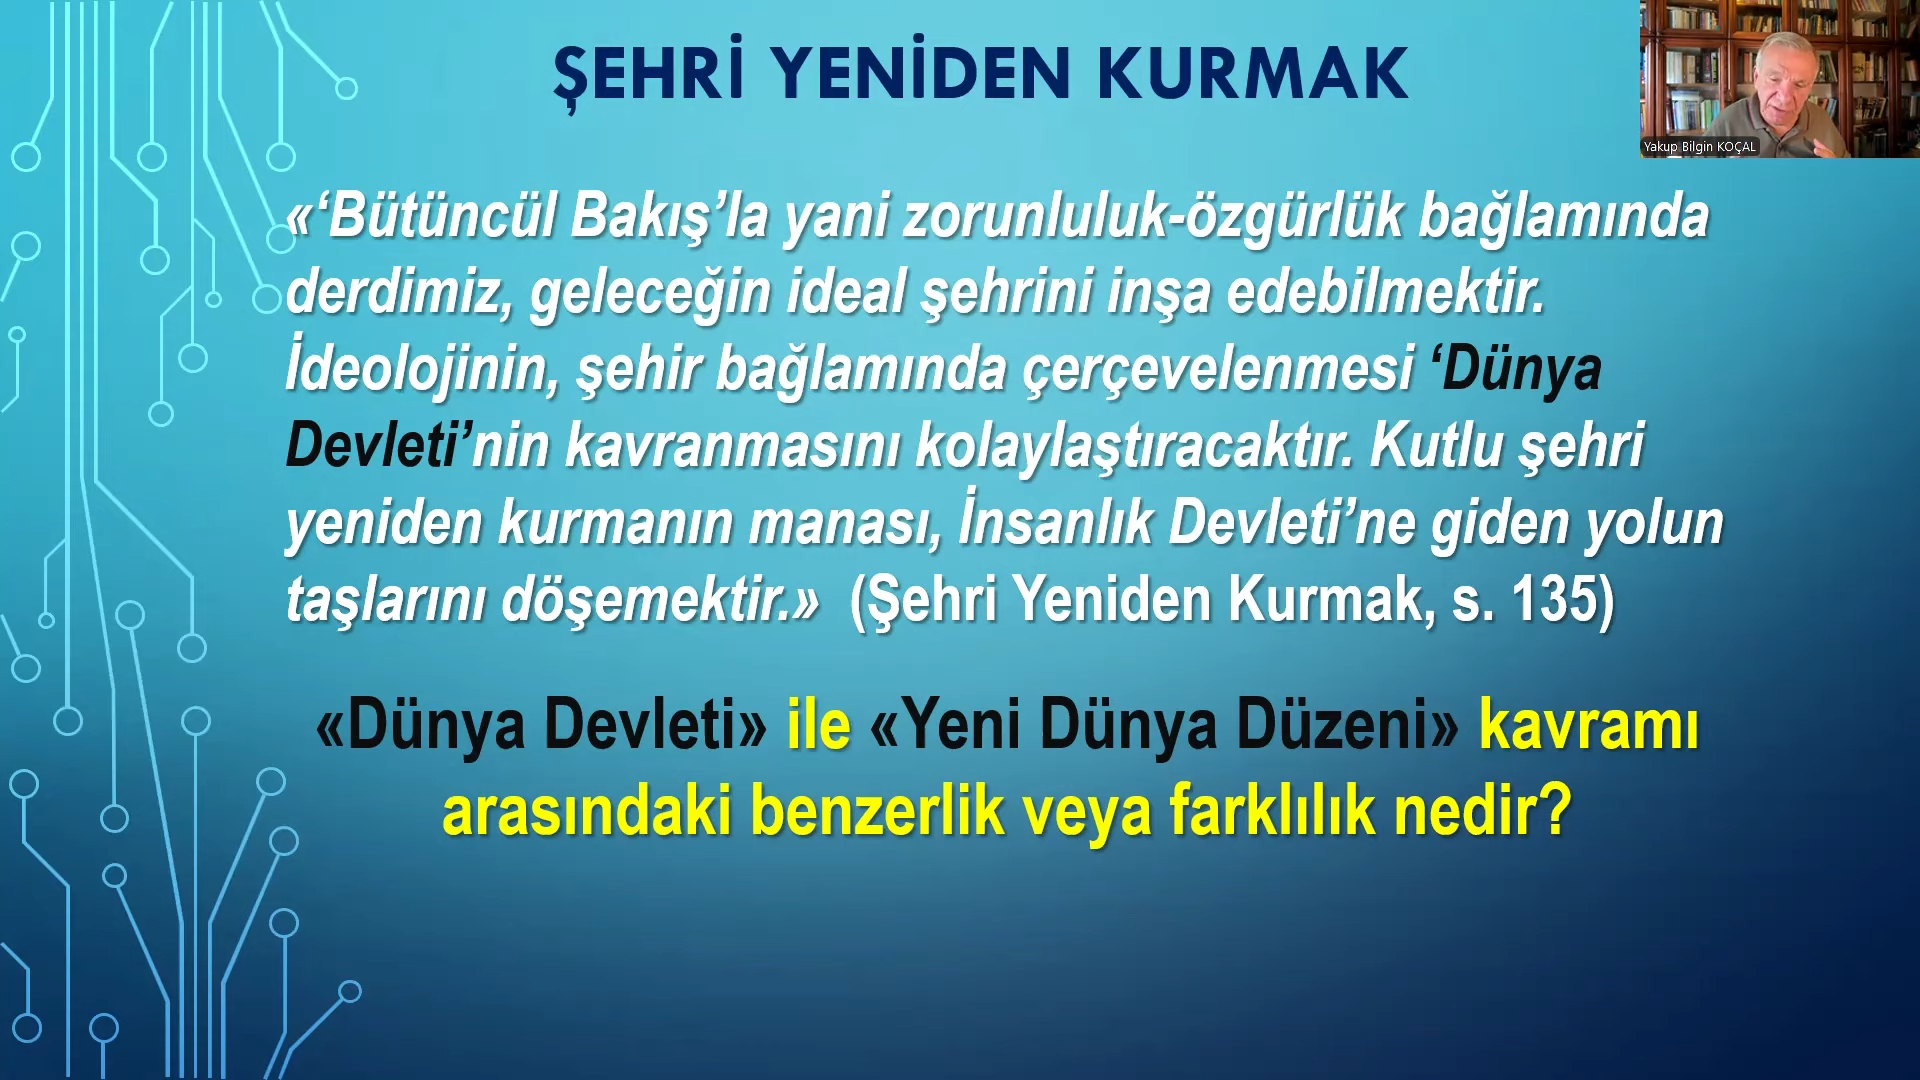 ŞEHRİ YENİDEN KURMAK
Yakup Bilgin KOÇAL
«‘Bütüncül Bakış’la yani zorunluluk-özgürlük bağlamında
derdimiz, geleceğin ideal şehrini inşa edebilmektir.
İdeolojinin, şehir bağlamında çerçevelenmesi ‘Dünya
Devleti’nin kavranmasını kolaylaştıracaktır. Kutlu şehri
yeniden kurmanın manası, İnsanlık Devleti’ne giden yolun
taşlarını döşemektir.» (Şehri Yeniden Kurmak, s. 135)
«Dünya Devleti» ile «Yeni Dünya Düzeni» kavramı
arasındaki benzerlik veya farklılık nedir?